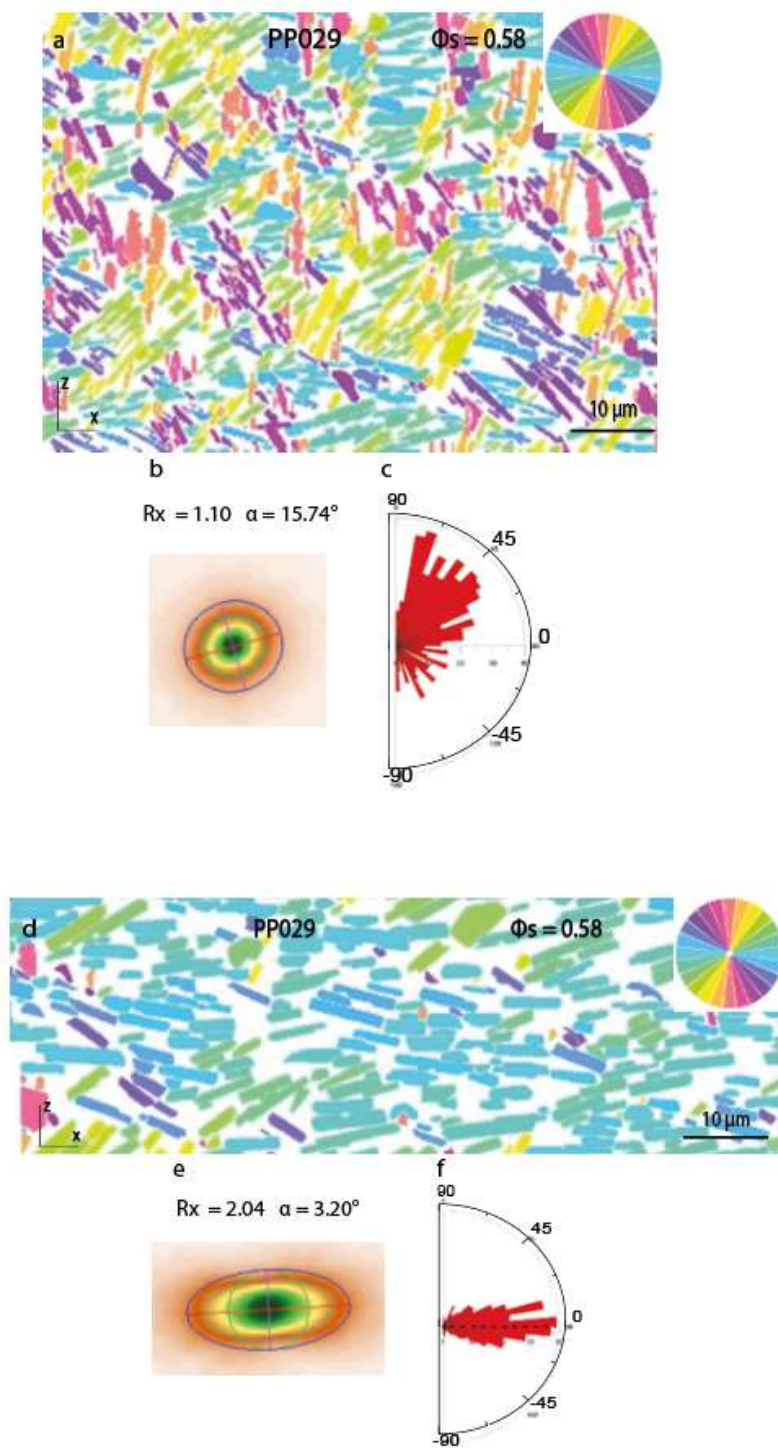 a PP029 Φs = 0.58
z
x
10 µm
b c
Rx = 1.10 α = 15.74°
90
45
0
-45
-90
d PP029 Φs = 0.58
z
x
10 µm
e f
Rx = 2.04 α = 3.20°
90
45
0
-45
-90